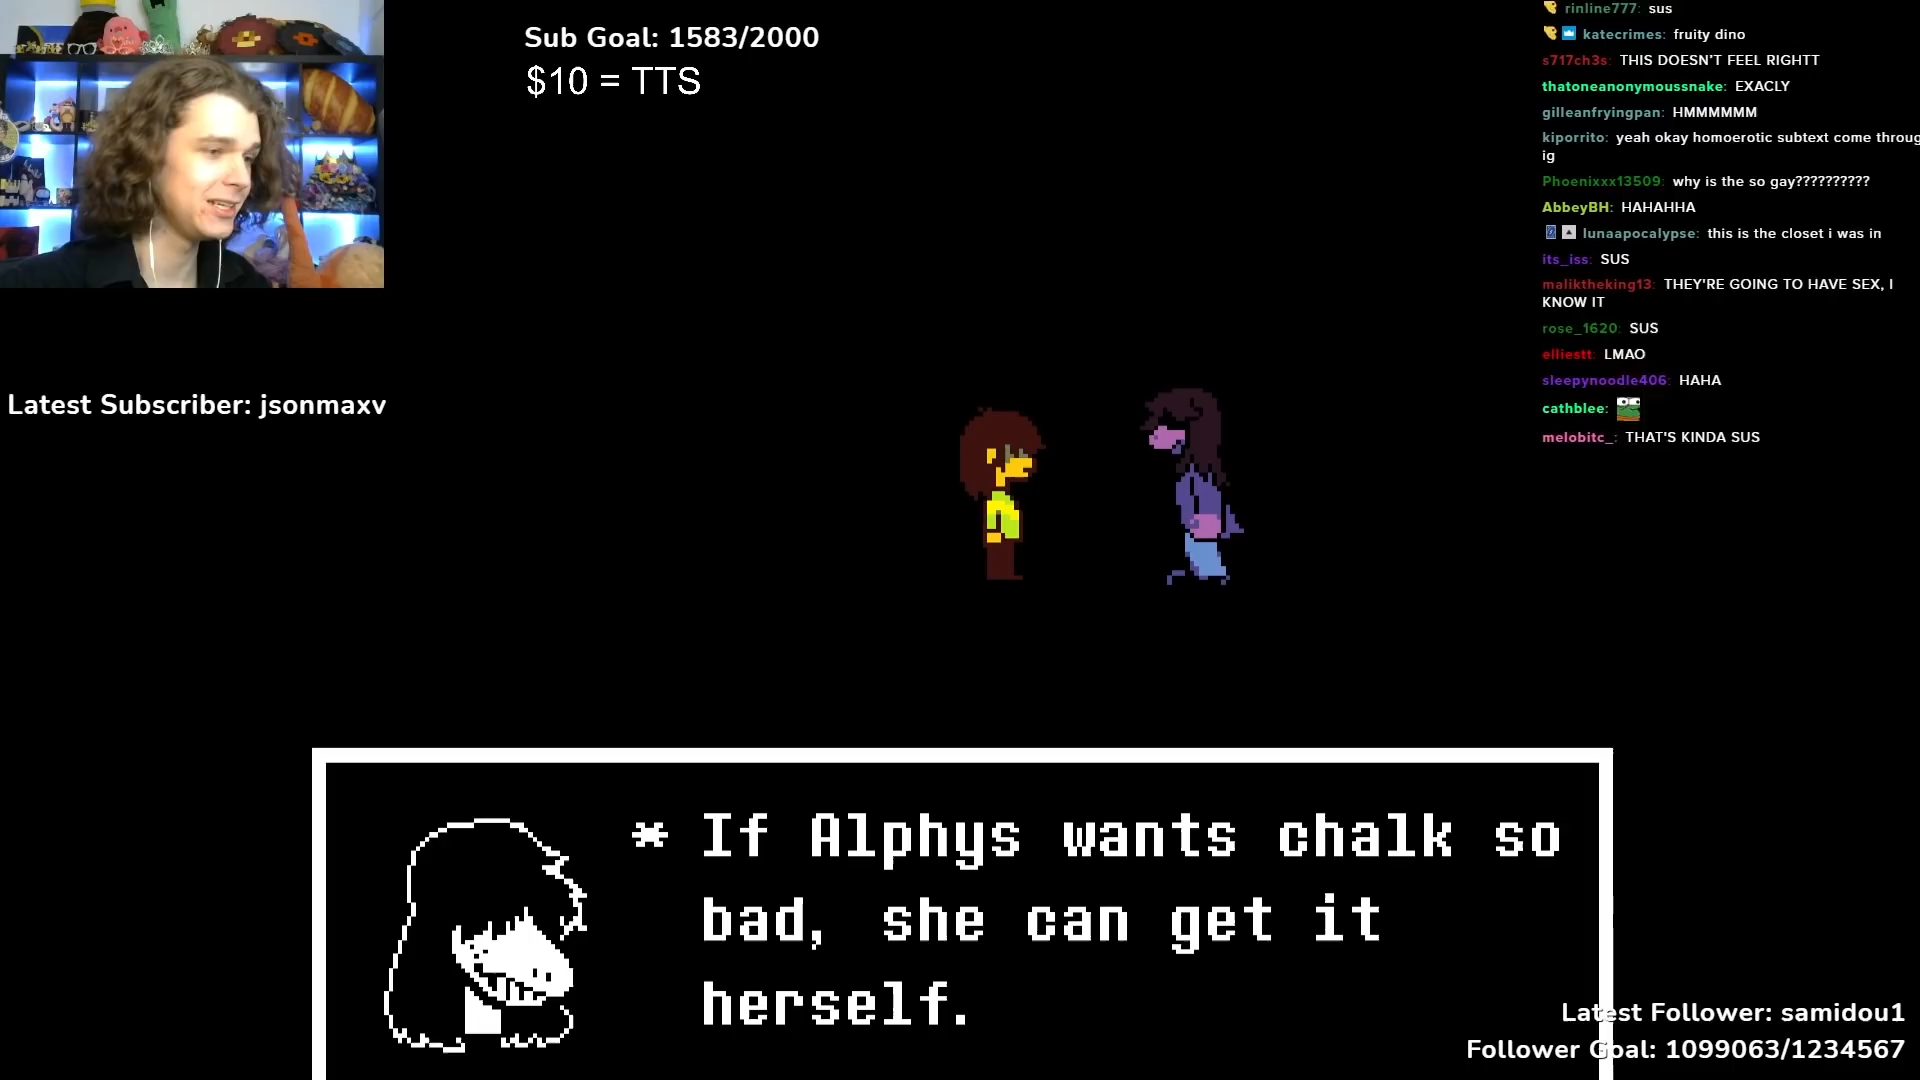 Sub Goal: 1583/2000
$10 = TTS
Latest Subscriber: jsonmaxv
rinline777: sus
katecrimes: fruity dino
s717ch3s: THIS DOESN'T FEEL RIGHTT
thatoneanonymoussnake: EXACLY
gilleanfryingpan: HMMMMMM
kiporrito: yeah okay homoerotic subtext come throug
ig
Phoenixxx13509: why is the so gay??????????
AbbeyBH: HAHAHHA
lunaapocalypse: this is the closet i was in
its_iss: SUS
maliktheking13: THEY'RE GOING TO HAVE SEX, I
KNOW IT
rose_1620: SUS
elliestt: LMAO
sleepynoodle406: HAHA
cathblee:
melobitc_: THAT'S KINDA SUS
* If Alphys wants chalk so
bad, she can get it
herself.
Latest Follower: samidou1
Follower Goal: 1099063/1234567